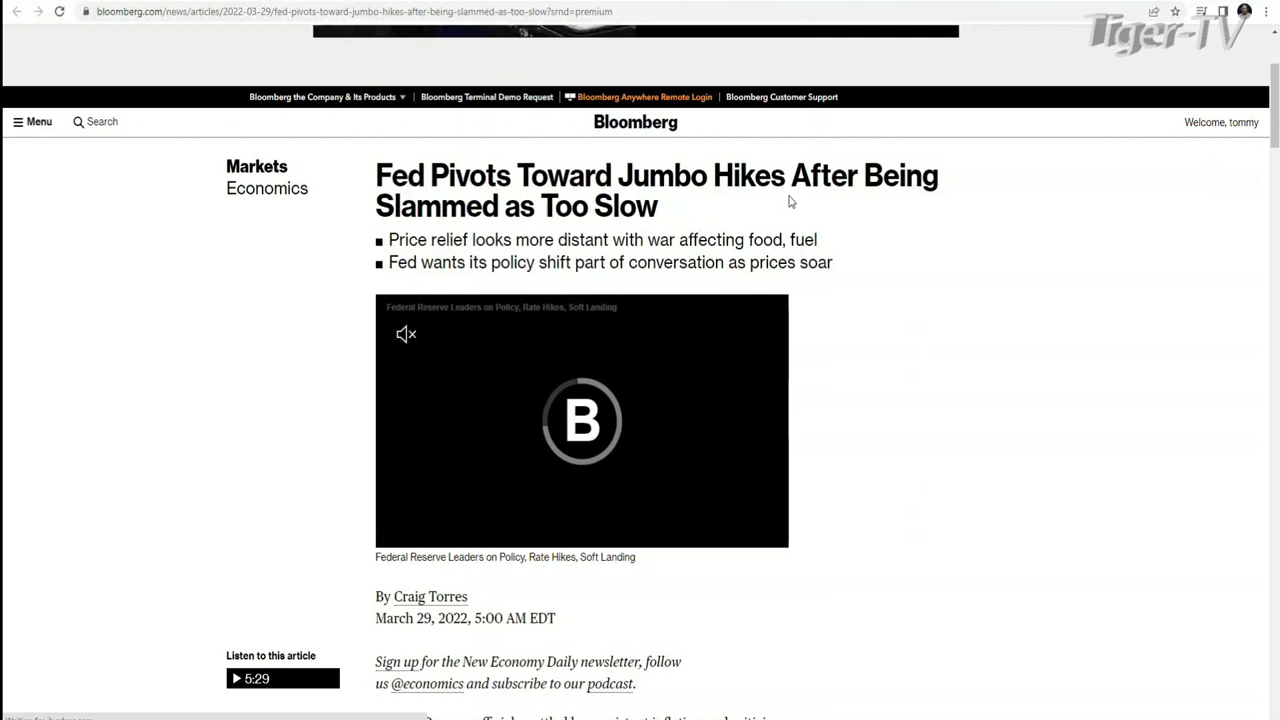 bloomberg.com/news/articles/2022-03-29/fed-pivots-toward-jumbo-hikes-after-being-slammed-as-too-slow?srnd=premium
Tiger-TV
Bloomberg the Company & Its Products ▼ | Bloomberg Terminal Demo Request | Bloomberg Anywhere Remote Login | Bloomberg Customer Support
Menu Search Bloomberg Welcome, tommy
Markets
Economics
Fed Pivots Toward Jumbo Hikes After Being
Slammed as Too Slow
■ Price relief looks more distant with war affecting food, fuel
■ Fed wants its policy shift part of conversation as prices soar
Federal Reserve Leaders on Policy, Rate Hikes, Soft Landing
B
Federal Reserve Leaders on Policy, Rate Hikes, Soft Landing
By Craig Torres
March 29, 2022, 5:00 AM EDT
Listen to this article
5:29
Sign up for the New Economy Daily newsletter, follow
us @economics and subscribe to our podcast.